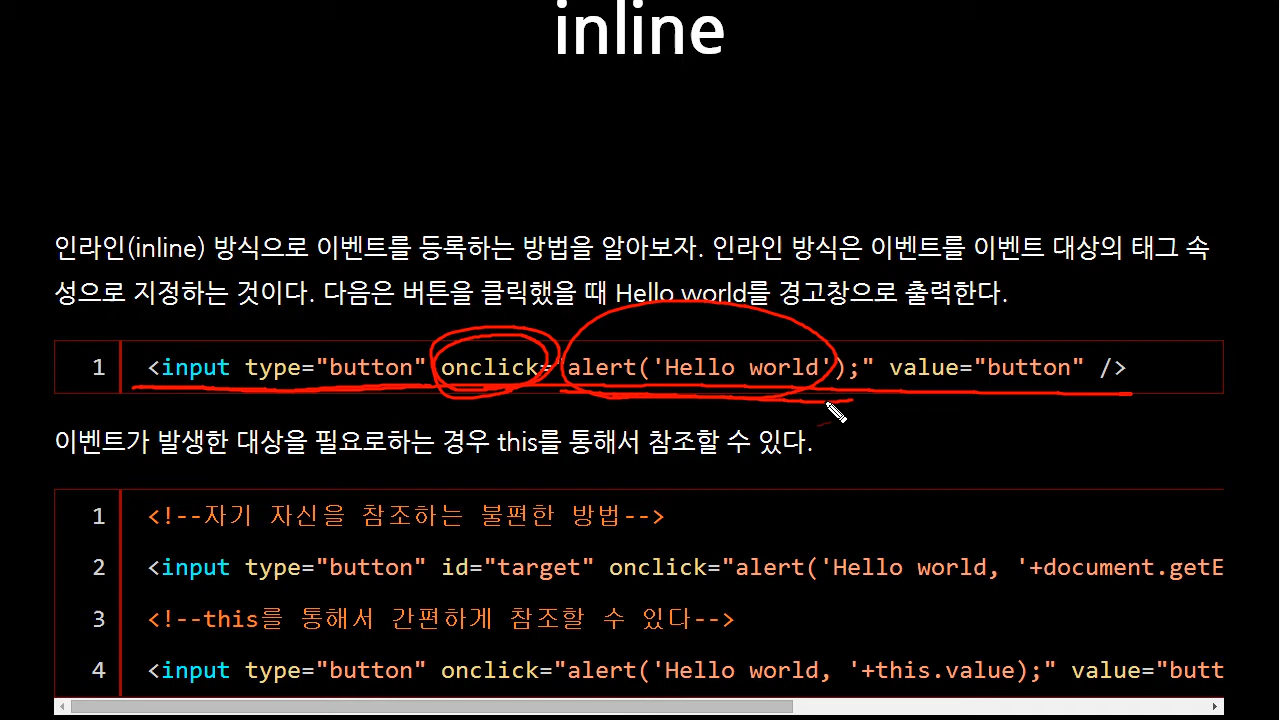 inline
인라인(inline) 방식으로 이벤트를 등록하는 방법을 알아보자. 인라인 방식은 이벤트를 이벤트 대상의 태그 속
성으로 지정하는 것이다. 다음은 버튼을 클릭했을 때 Hello world를 경고창으로 출력한다.
1 <input type="button" onclick="alert('Hello world');" value="button" />
이벤트가 발생한 대상을 필요로하는 경우 this를 통해서 참조할 수 있다.
1 <!--자기 자신을 참조하는 불편한 방법-->
2 <input type="button" id="target" onclick="alert('Hello world, '+document.getE
3 <!--this를 통해서 간편하게 참조할 수 있다-->
4 <input type="button" onclick="alert('Hello world, '+this.value);" value="butt